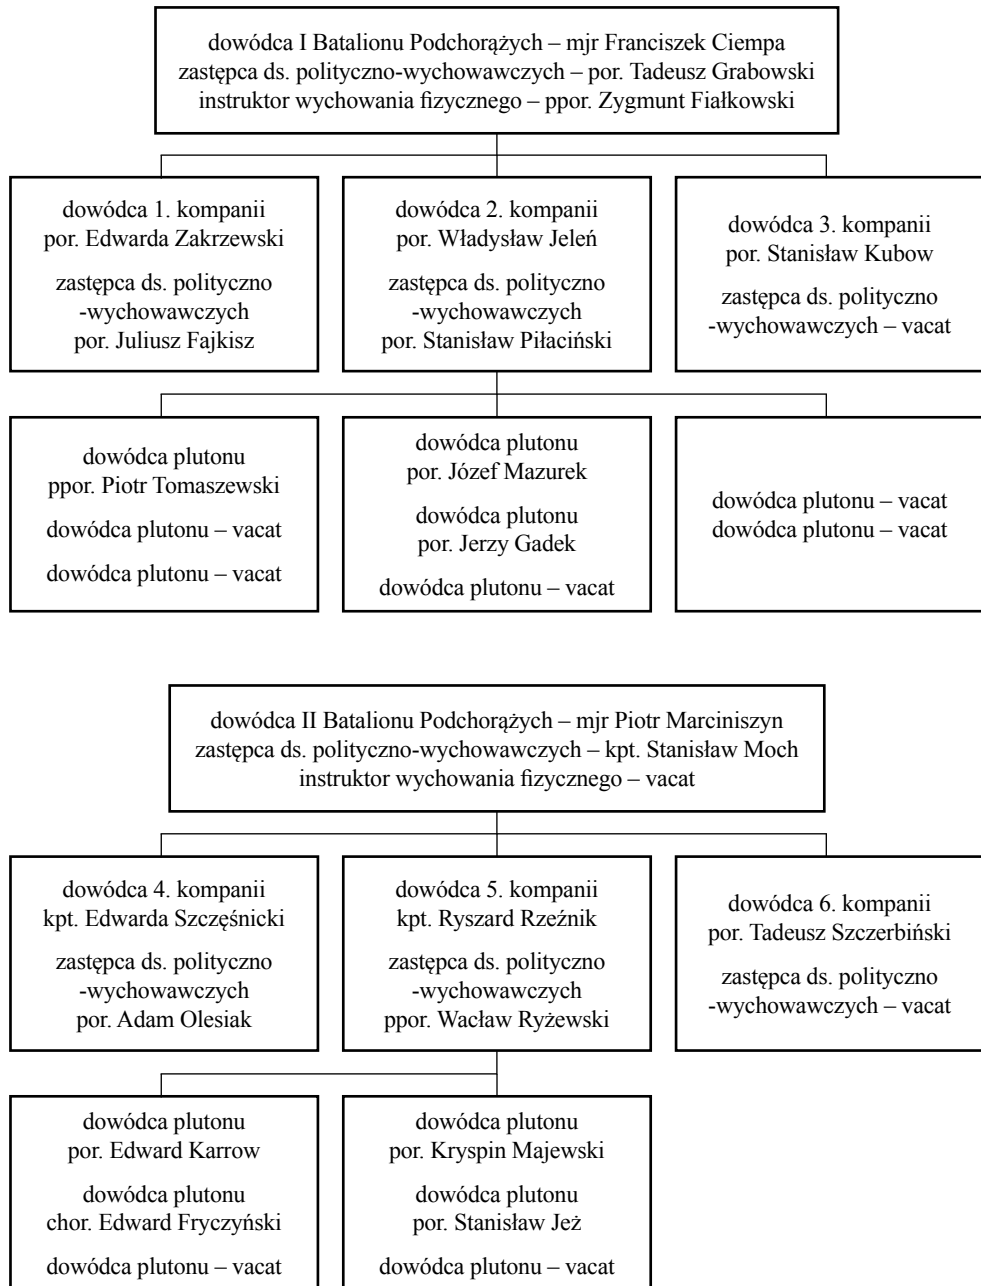 dowódca I Batalionu Podchorążych – mjr Franciszek Ciempa
zastępca ds. polityczno-wychowawczych – por. Tadeusz Grabowski
instruktor wychowania fizycznego – ppor. Zygmunt Fiałkowski
dowódca 1. kompanii
por. Edwarda Zakrzewski
zastępca ds. polityczno
-wychowawczych
por. Juliusz Fajkisz
dowódca 2. kompanii
por. Władysław Jeleń
zastępca ds. polityczno
-wychowawczych
por. Stanisław Piłaciński
dowódca 3. kompanii
por. Stanisław Kubow
zastępca ds. polityczno
-wychowawczych – vacat
dowódca plutonu
ppor. Piotr Tomaszewski
dowódca plutonu – vacat
dowódca plutonu – vacat
dowódca plutonu
por. Józef Mazurek
dowódca plutonu
por. Jerzy Gadek
dowódca plutonu – vacat
dowódca plutonu – vacat
dowódca plutonu – vacat
dowódca II Batalionu Podchorążych – mjr Piotr Marciniszyn
zastępca ds. polityczno-wychowawczych – kpt. Stanisław Moch
instruktor wychowania fizycznego – vacat
dowódca 4. kompanii
kpt. Edwarda Szczęśnicki
zastępca ds. polityczno
-wychowawczych
por. Adam Olesiak
dowódca 5. kompanii
kpt. Ryszard Rzeźnik
zastępca ds. polityczno
-wychowawczych
ppor. Wacław Ryżewski
dowódca 6. kompanii
por. Tadeusz Szczerbiński
zastępca ds. polityczno
-wychowawczych – vacat
dowódca plutonu
por. Edward Karrow
dowódca plutonu
chor. Edward Fryczyński
dowódca plutonu – vacat
dowódca plutonu
por. Kryspin Majewski
dowódca plutonu
por. Stanisław Jeż
dowódca plutonu – vacat